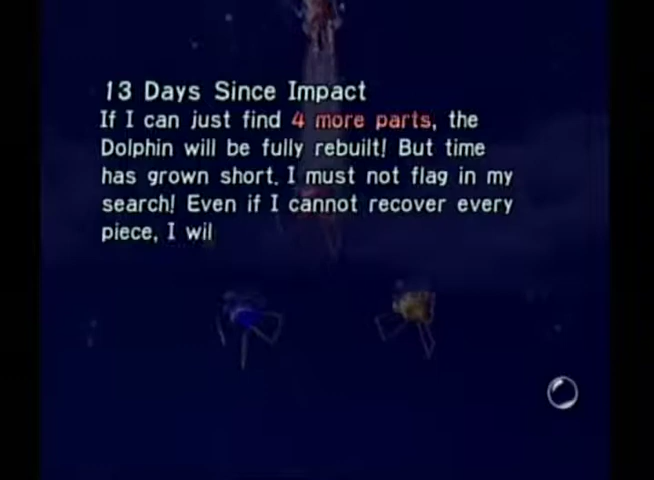 13 Days Since Impact
If I can just find 4 more parts, the
Dolphin will be fully rebuilt! But time
has grown short. I must not flag in my
search! Even if I cannot recover every
piece, I wil